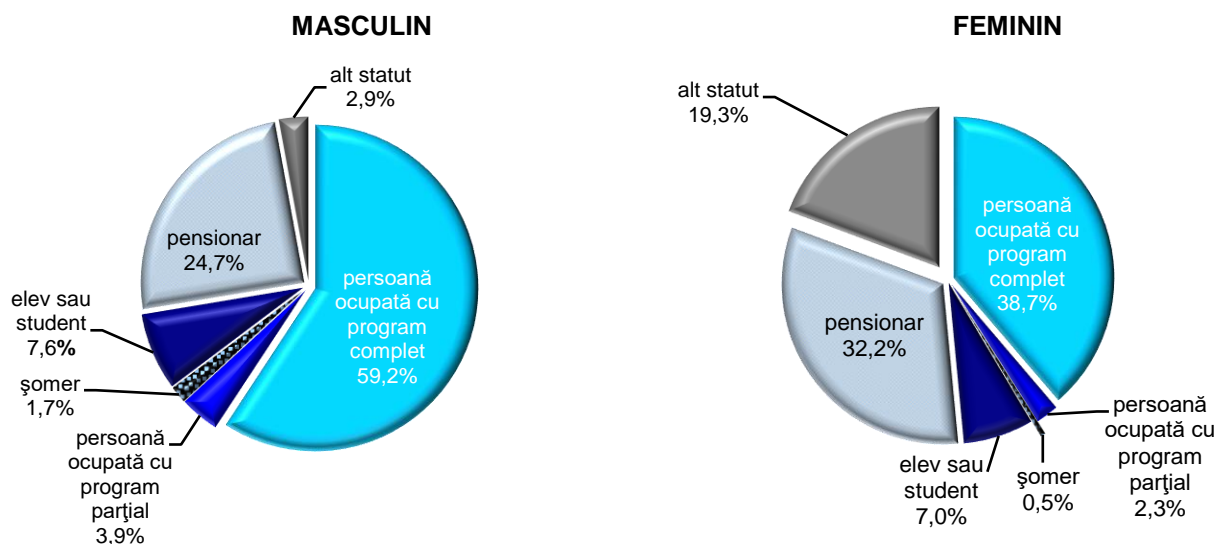 MASCULIN
alt statut
2,9%
pensionar
24,7%
persoană
ocupată cu
program
complet
59,2%
elev sau
student
7,6%
şomer
1,7%
persoană
ocupată cu
program
parţial
3,9%
FEMININ
alt statut
19,3%
persoană
ocupată cu
program
complet
38,7%
pensionar
32,2%
elev sau
student
7,0%
şomer
0,5%
persoană
ocupată cu
program
parţial
2,3%